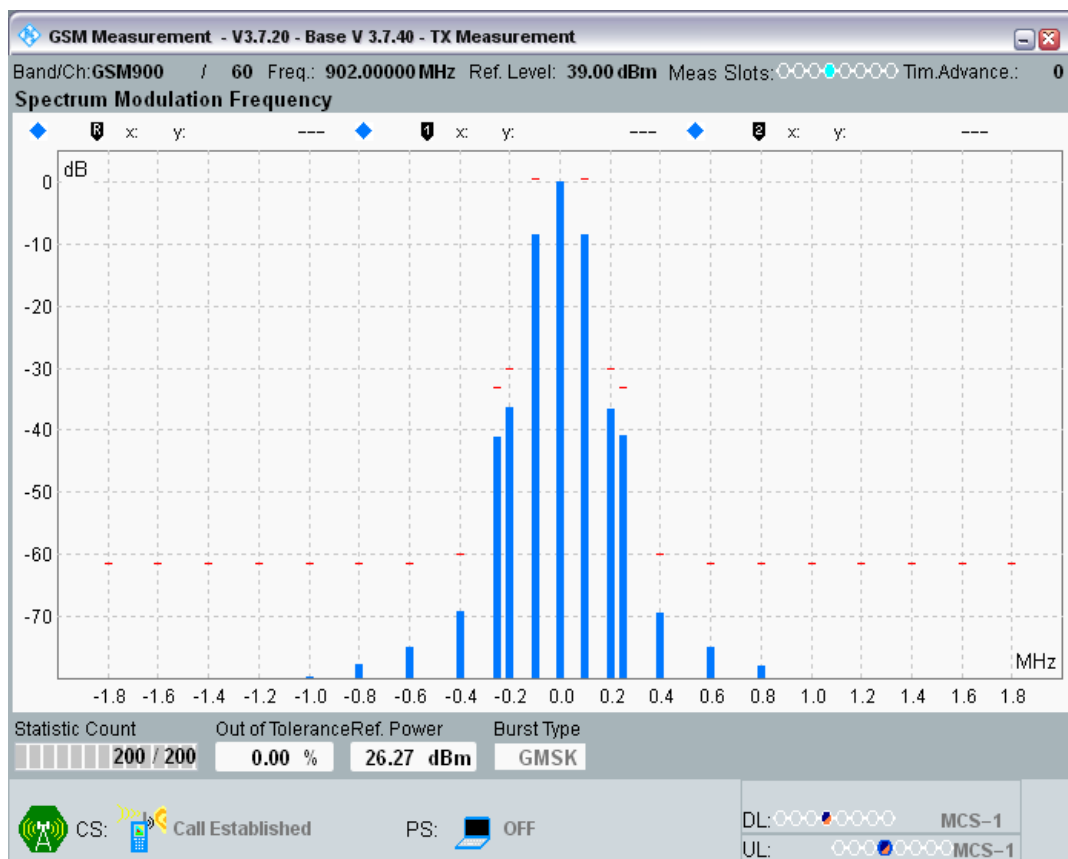 GSM Measurement - V3.7.20 - Base V 3.7.40 - TX Measurement
Band/Ch:GSM900 / 60 Freq.: 902.00000 MHz Ref. Level: 39.00 dBm Meas Slots: Tim.Advance.: 0
Spectrum Modulation Frequency
R x: y: --- 1 x: y: --- 2 x: y: ---
dB
0
-10
-20
-30
-40
-50
-60
-70
MHz
-1.8 -1.6 -1.4 -1.2 -1.0 -0.8 -0.6 -0.4 -0.2 0.0 0.2 0.4 0.6 0.8 1.0 1.2 1.4 1.6 1.8
Statistic Count Out of Tolerance Ref. Power Burst Type
200 / 200 0.00 % 26.27 dBm GMSK
CS: Call Established PS: OFF DL: MCS-1
UL: MCS-1